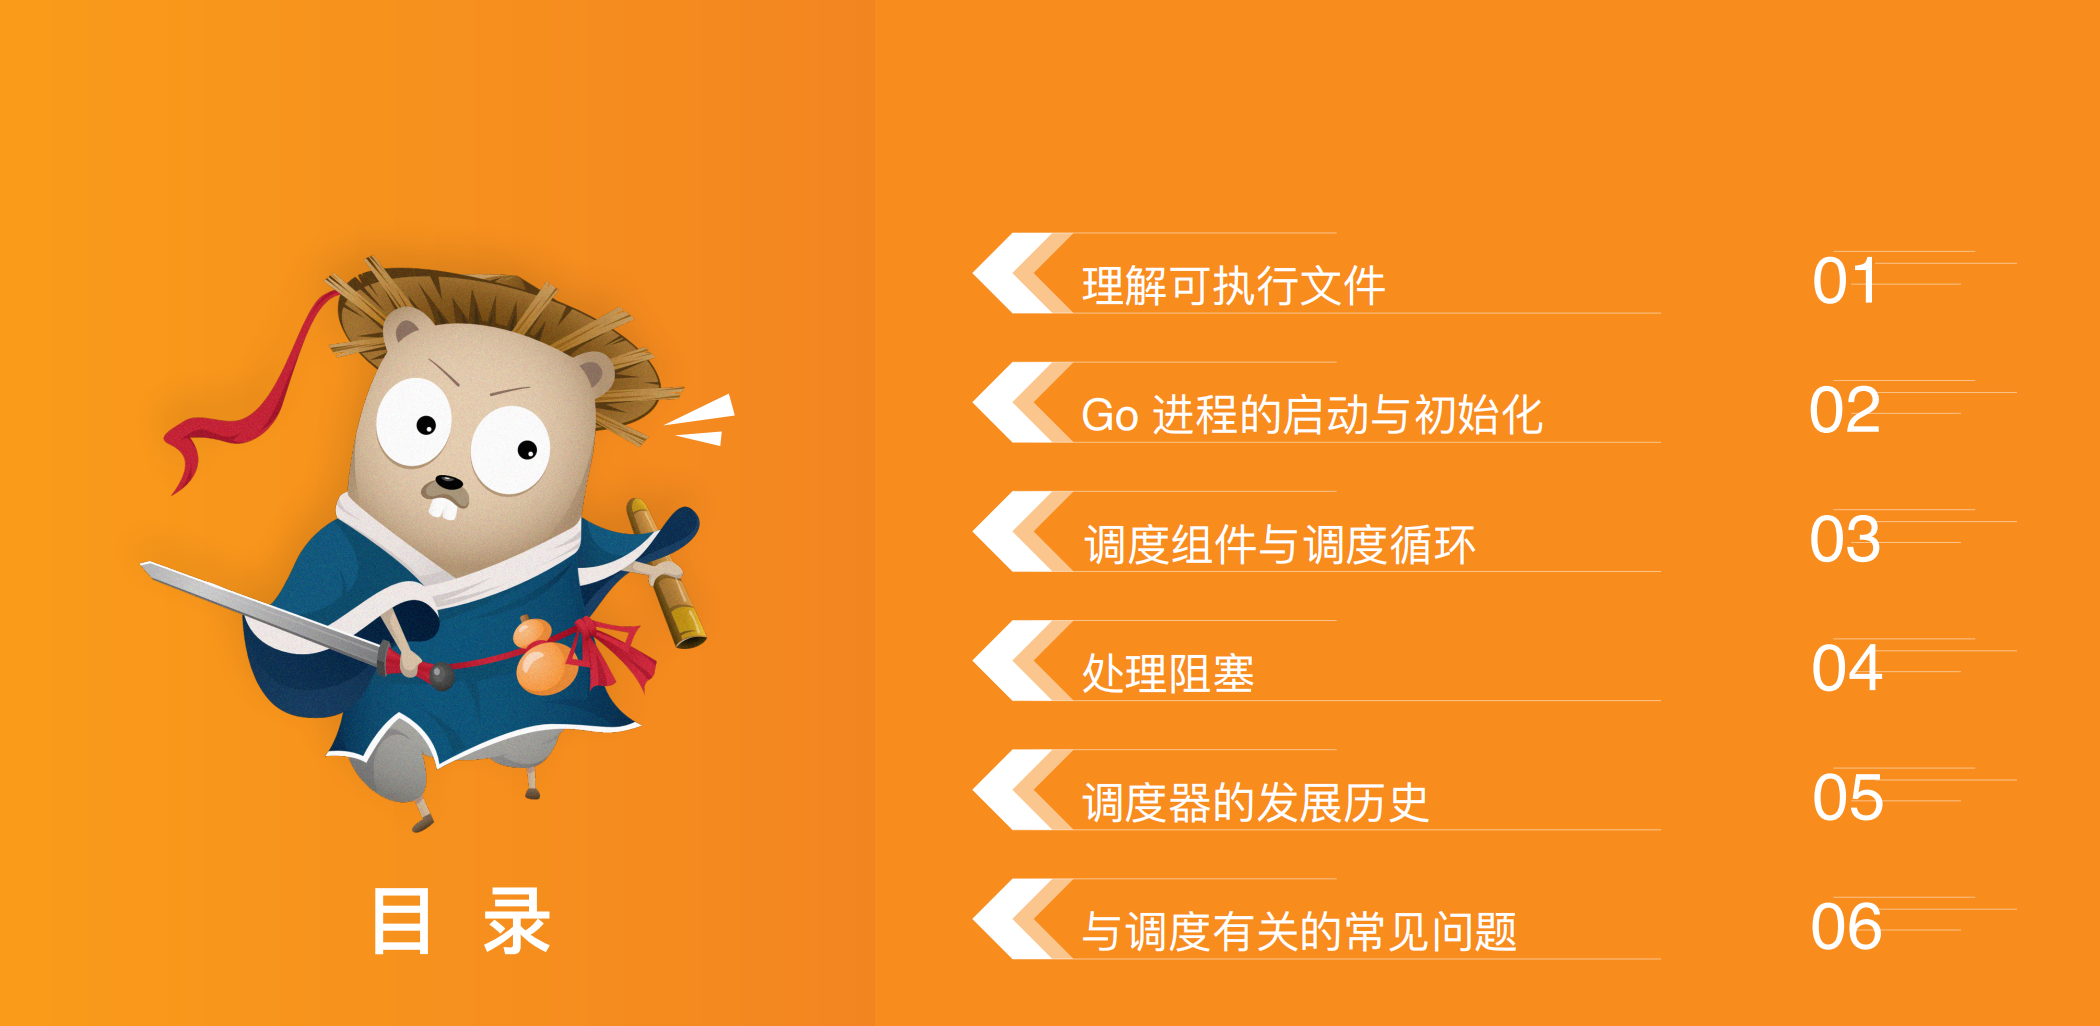 目 录
理解可执行文件 01
Go 进程的启动与初始化 02
调度组件与调度循环 03
处理阻塞 04
调度器的发展历史 05
与调度有关的常见问题 06